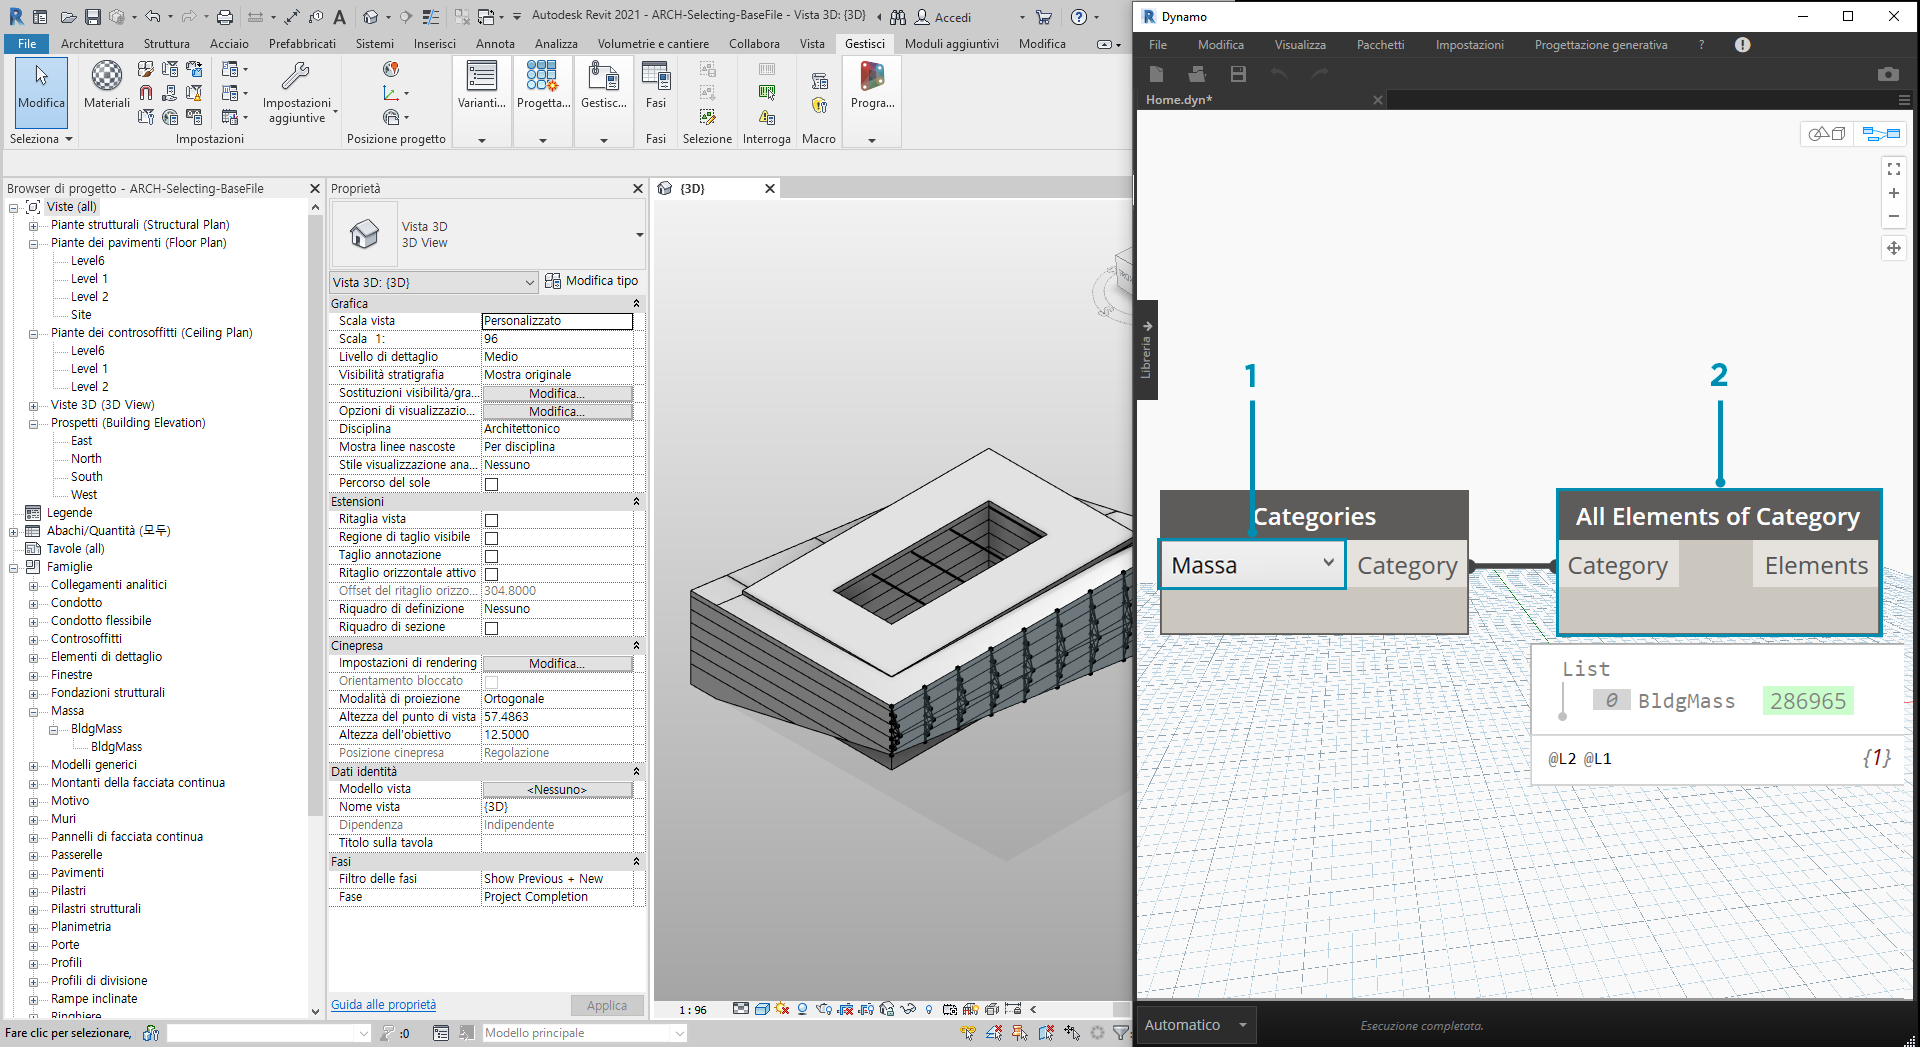 Autodesk Revit 2021 - ARCH-Selecting-BaseFile - Vista 3D: {3D}
Accedi
File
Architettura
Struttura
Acciaio
Prefabbricati
Sistemi
Inserisci
Annota
Analizza
Volumetrie e cantiere
Collabora
Vista
Gestisci
Moduli aggiuntivi
Modifica
Modifica
Materiali
Impostazioni
aggiuntive
Varianti...
Progetta...
Gestisc...
Fasi
Progra...
Seleziona
Impostazioni
Posizione progetto
Fasi
Selezione
Interroga
Macro
Browser di progetto - ARCH-Selecting-BaseFile
Viste (all)
Piante strutturali (Structural Plan)
Piante dei pavimenti (Floor Plan)
Level6
Level 1
Level 2
Site
Piante dei controsoffitti (Ceiling Plan)
Level6
Level 1
Level 2
Viste 3D (3D View)
Prospetti (Building Elevation)
East
North
South
West
Legende
Abachi/Quantità (모두)
Tavole (all)
Famiglie
Collegamenti analitici
Condotto
Condotto flessibile
Controsoffitti
Elementi di dettaglio
Finestre
Fondazioni strutturali
Massa
BldgMass
BldgMass
Modelli generici
Montanti della facciata continua
Motivo
Muri
Pannelli di facciata continua
Passerelle
Pavimenti
Pilastri
Pilastri strutturali
Planimetria
Porte
Profili
Profili di divisione
Rampe inclinate
Ringhiere
Proprietà
Vista 3D
3D View
Vista 3D: {3D}
Modifica tipo
Grafica
Scala vista Personalizzato
Scala 1: 96
Livello di dettaglio Medio
Visibilità stratigrafia Mostra originale
Sostituzioni visibilità/gra... Modifica...
Opzioni di visualizzazio... Modifica...
Disciplina Architettonico
Mostra linee nascoste Per disciplina
Stile visualizzazione ana... Nessuno
Percorso del sole
Estensioni
Ritaglia vista
Regione di taglio visibile
Taglio annotazione
Ritaglio orizzontale attivo
Offset del ritaglio orizzo... 304.8000
Riquadro di definizione Nessuno
Riquadro di sezione
Cinepresa
Impostazioni di rendering Modifica...
Orientamento bloccato
Modalità di proiezione Ortogonale
Altezza del punto di vista 57.4863
Altezza dell'obiettivo 12.5000
Posizione cinepresa Regolazione
Dati identità
Modello vista <Nessuno>
Nome vista {3D}
Dipendenza Indipendente
Titolo sulla tavola
Fasi
Filtro delle fasi Show Previous + New
Fase Project Completion
Guida alle proprietà
Applica
{3D}
1 : 96
Fare clic per selezionare,
:0
Modello principale
Dynamo
File
Modifica
Visualizza
Pacchetti
Impostazioni
Progettazione generativa
?
Home.dyn*
Libreria
1
2
Categories
Massa
Category
All Elements of Category
Category
Elements
List
0 BldgMass 286965
@L2 @L1
{1}
Automatico
Esecuzione completata.